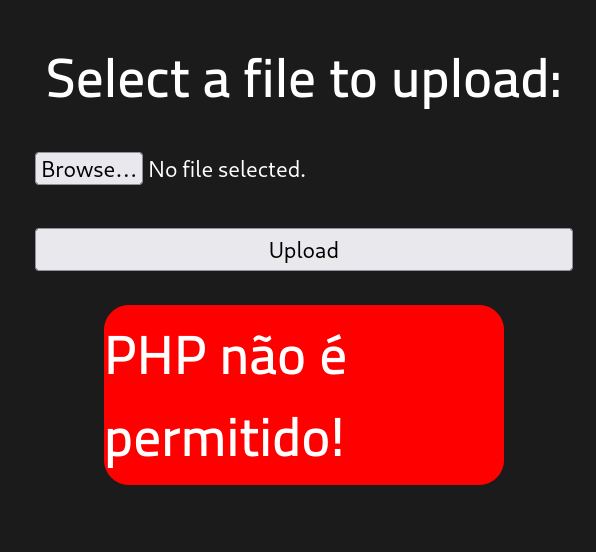 Select a file to upload:
Browse... No file selected.
Upload
PHP não é
permitido!